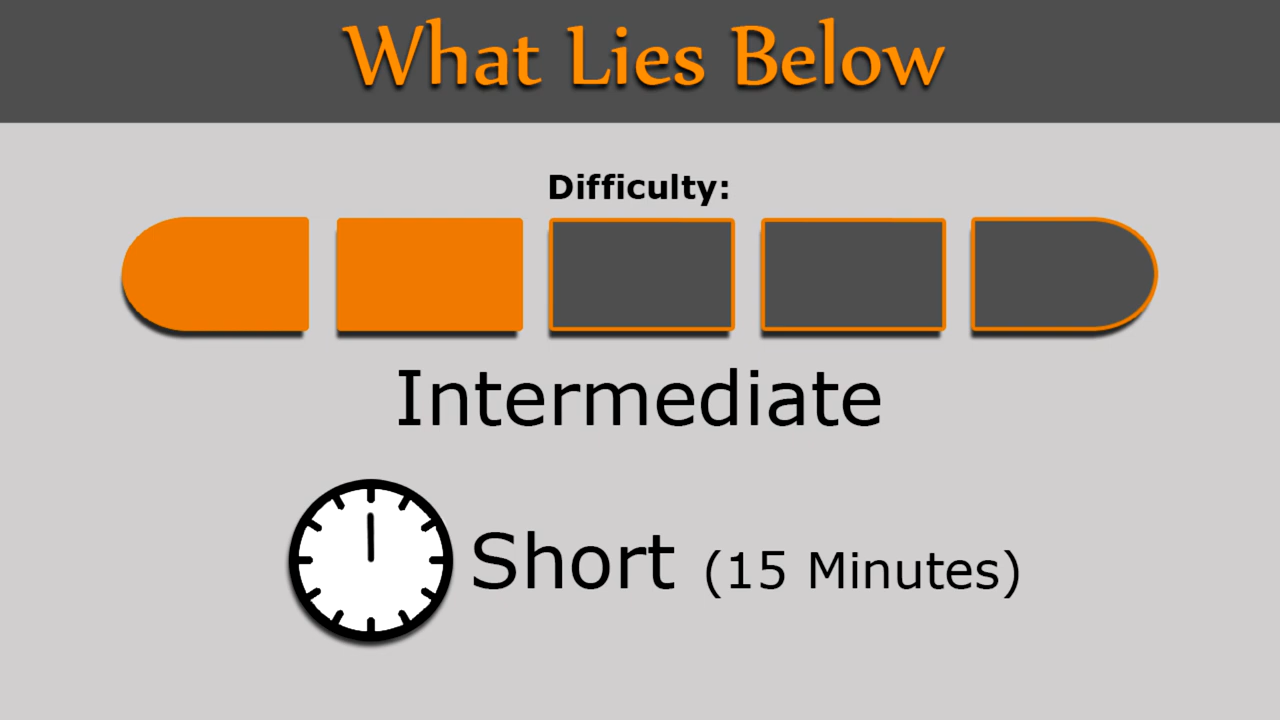 What Lies Below
Difficulty:
Intermediate
Short (15 Minutes)